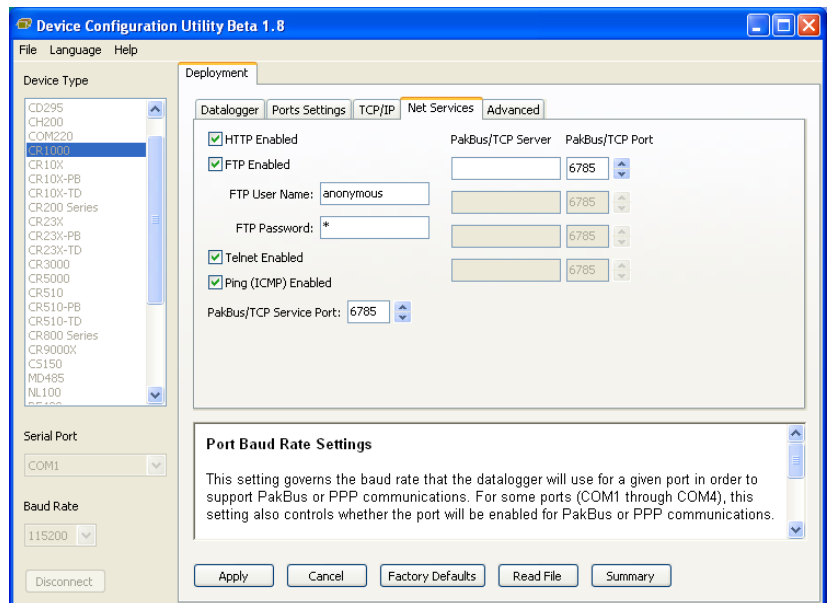 Device Configuration Utility Beta 1.8
File Language Help
Device Type
CD295
CH200
COM220
CR1000
CR10X
CR10X-PB
CR10X-TD
CR200 Series
CR23X
CR23X-PB
CR23X-TD
CR3000
CR5000
CR510
CR510-PB
CR510-TD
CR800 Series
CR9000X
CS150
MD485
NL100
Serial Port
COM1
Baud Rate
115200
Disconnect
Deployment
Datalogger Ports Settings TCP/IP Net Services Advanced
HTTP Enabled
FTP Enabled
FTP User Name: anonymous
FTP Password: *
Telnet Enabled
Ping (ICMP) Enabled
PakBus/TCP Service Port: 6785
PakBus/TCP Server PakBus/TCP Port
6785
6785
6785
6785
Port Baud Rate Settings
This setting governs the baud rate that the datalogger will use for a given port in order to
support PakBus or PPP communications. For some ports (COM1 through COM4), this
setting also controls whether the port will be enabled for PakBus or PPP communications.
Apply Cancel Factory Defaults Read File Summary